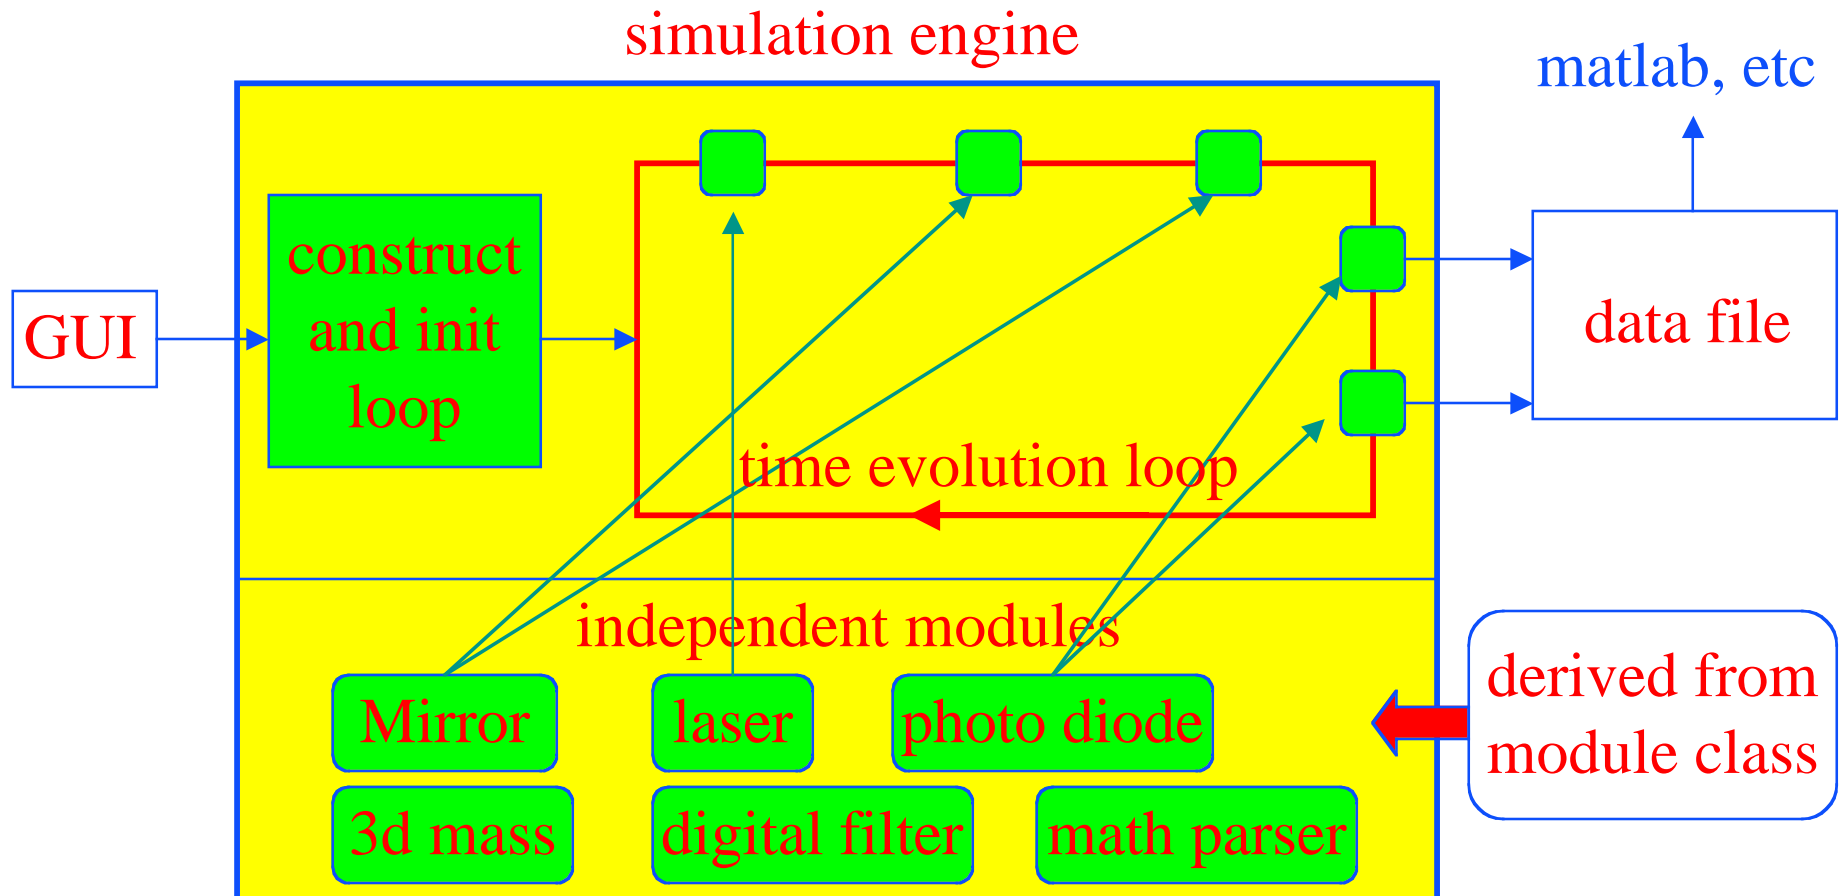 simulation engine
matlab, etc
construct
and init
loop
GUI
data file
time evolution loop
independent modules
derived from
module class
Mirror
laser
photo diode
3d mass
digital filter
math parser